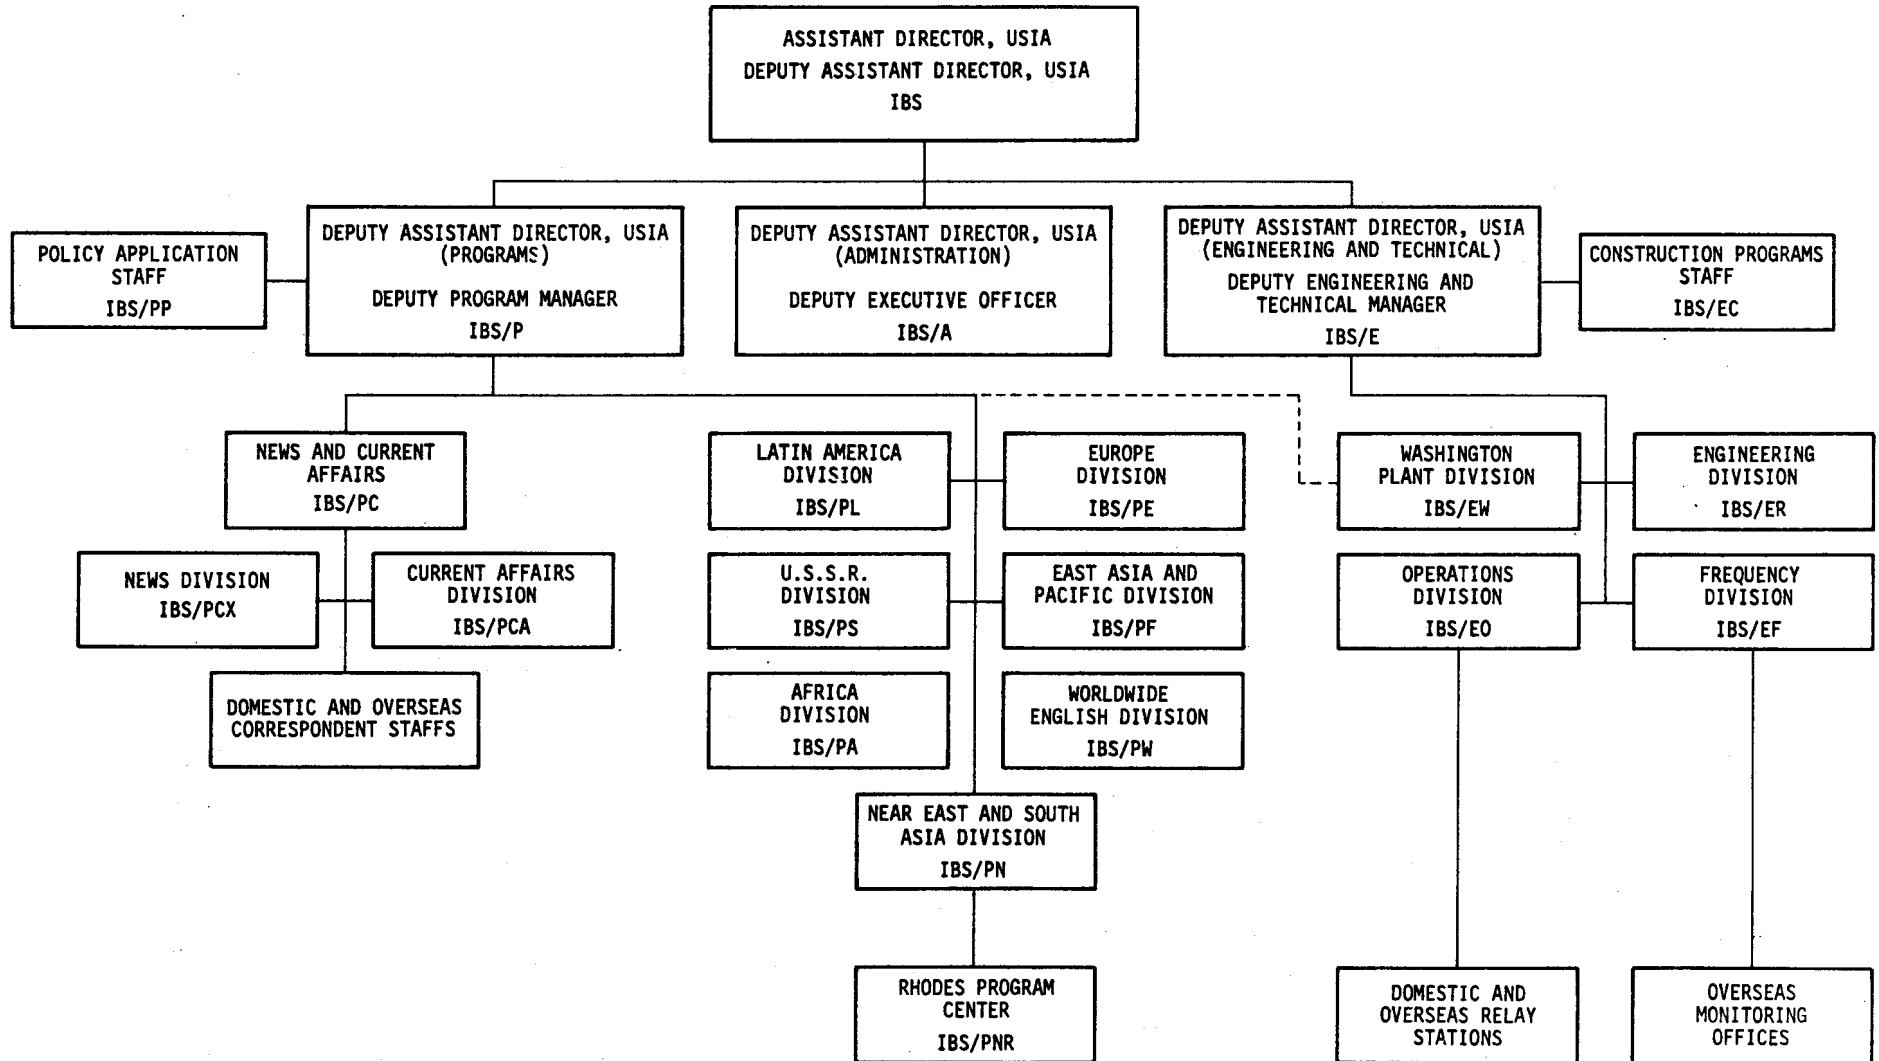 ASSISTANT DIRECTOR, USIA
DEPUTY ASSISTANT DIRECTOR, USIA
IBS
POLICY APPLICATION
STAFF
IBS/PP
DEPUTY ASSISTANT DIRECTOR, USIA
(PROGRAMS)
DEPUTY PROGRAM MANAGER
IBS/P
DEPUTY ASSISTANT DIRECTOR, USIA
(ADMINISTRATION)
DEPUTY EXECUTIVE OFFICER
IBS/A
DEPUTY ASSISTANT DIRECTOR, USIA
(ENGINEERING AND TECHNICAL)
DEPUTY ENGINEERING AND
TECHNICAL MANAGER
IBS/E
CONSTRUCTION PROGRAMS
STAFF
IBS/EC
NEWS AND CURRENT
AFFAIRS
IBS/PC
LATIN AMERICA
DIVISION
IBS/PL
EUROPE
DIVISION
IBS/PE
WASHINGTON
PLANT DIVISION
IBS/EW
ENGINEERING
DIVISION
IBS/ER
NEWS DIVISION
IBS/PCX
CURRENT AFFAIRS
DIVISION
IBS/PCA
U.S.S.R.
DIVISION
IBS/PS
EAST ASIA AND
PACIFIC DIVISION
IBS/PF
OPERATIONS
DIVISION
IBS/EO
FREQUENCY
DIVISION
IBS/EF
DOMESTIC AND OVERSEAS
CORRESPONDENT STAFFS
AFRICA
DIVISION
IBS/PA
WORLDWIDE
ENGLISH DIVISION
IBS/PW
NEAR EAST AND SOUTH
ASIA DIVISION
IBS/PN
RHODES PROGRAM
CENTER
IBS/PNR
DOMESTIC AND
OVERSEAS RELAY
STATIONS
OVERSEAS
MONITORING
OFFICES